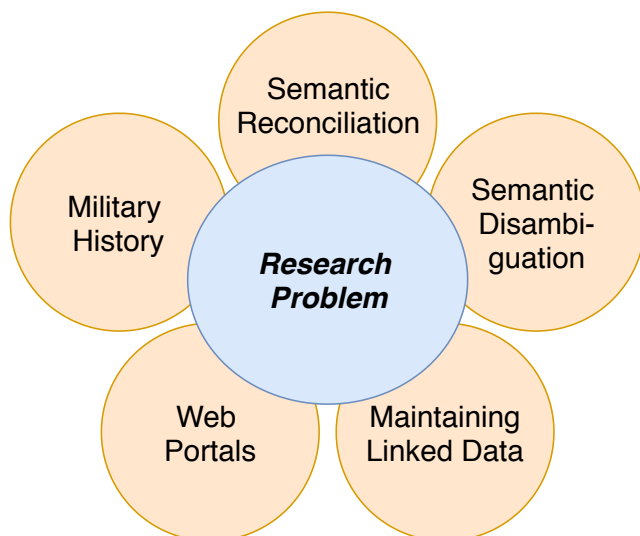 Semantic
Reconciliation
Military
History
Semantic
Disambi-
guation
Research
Problem
Web
Portals
Maintaining
Linked Data